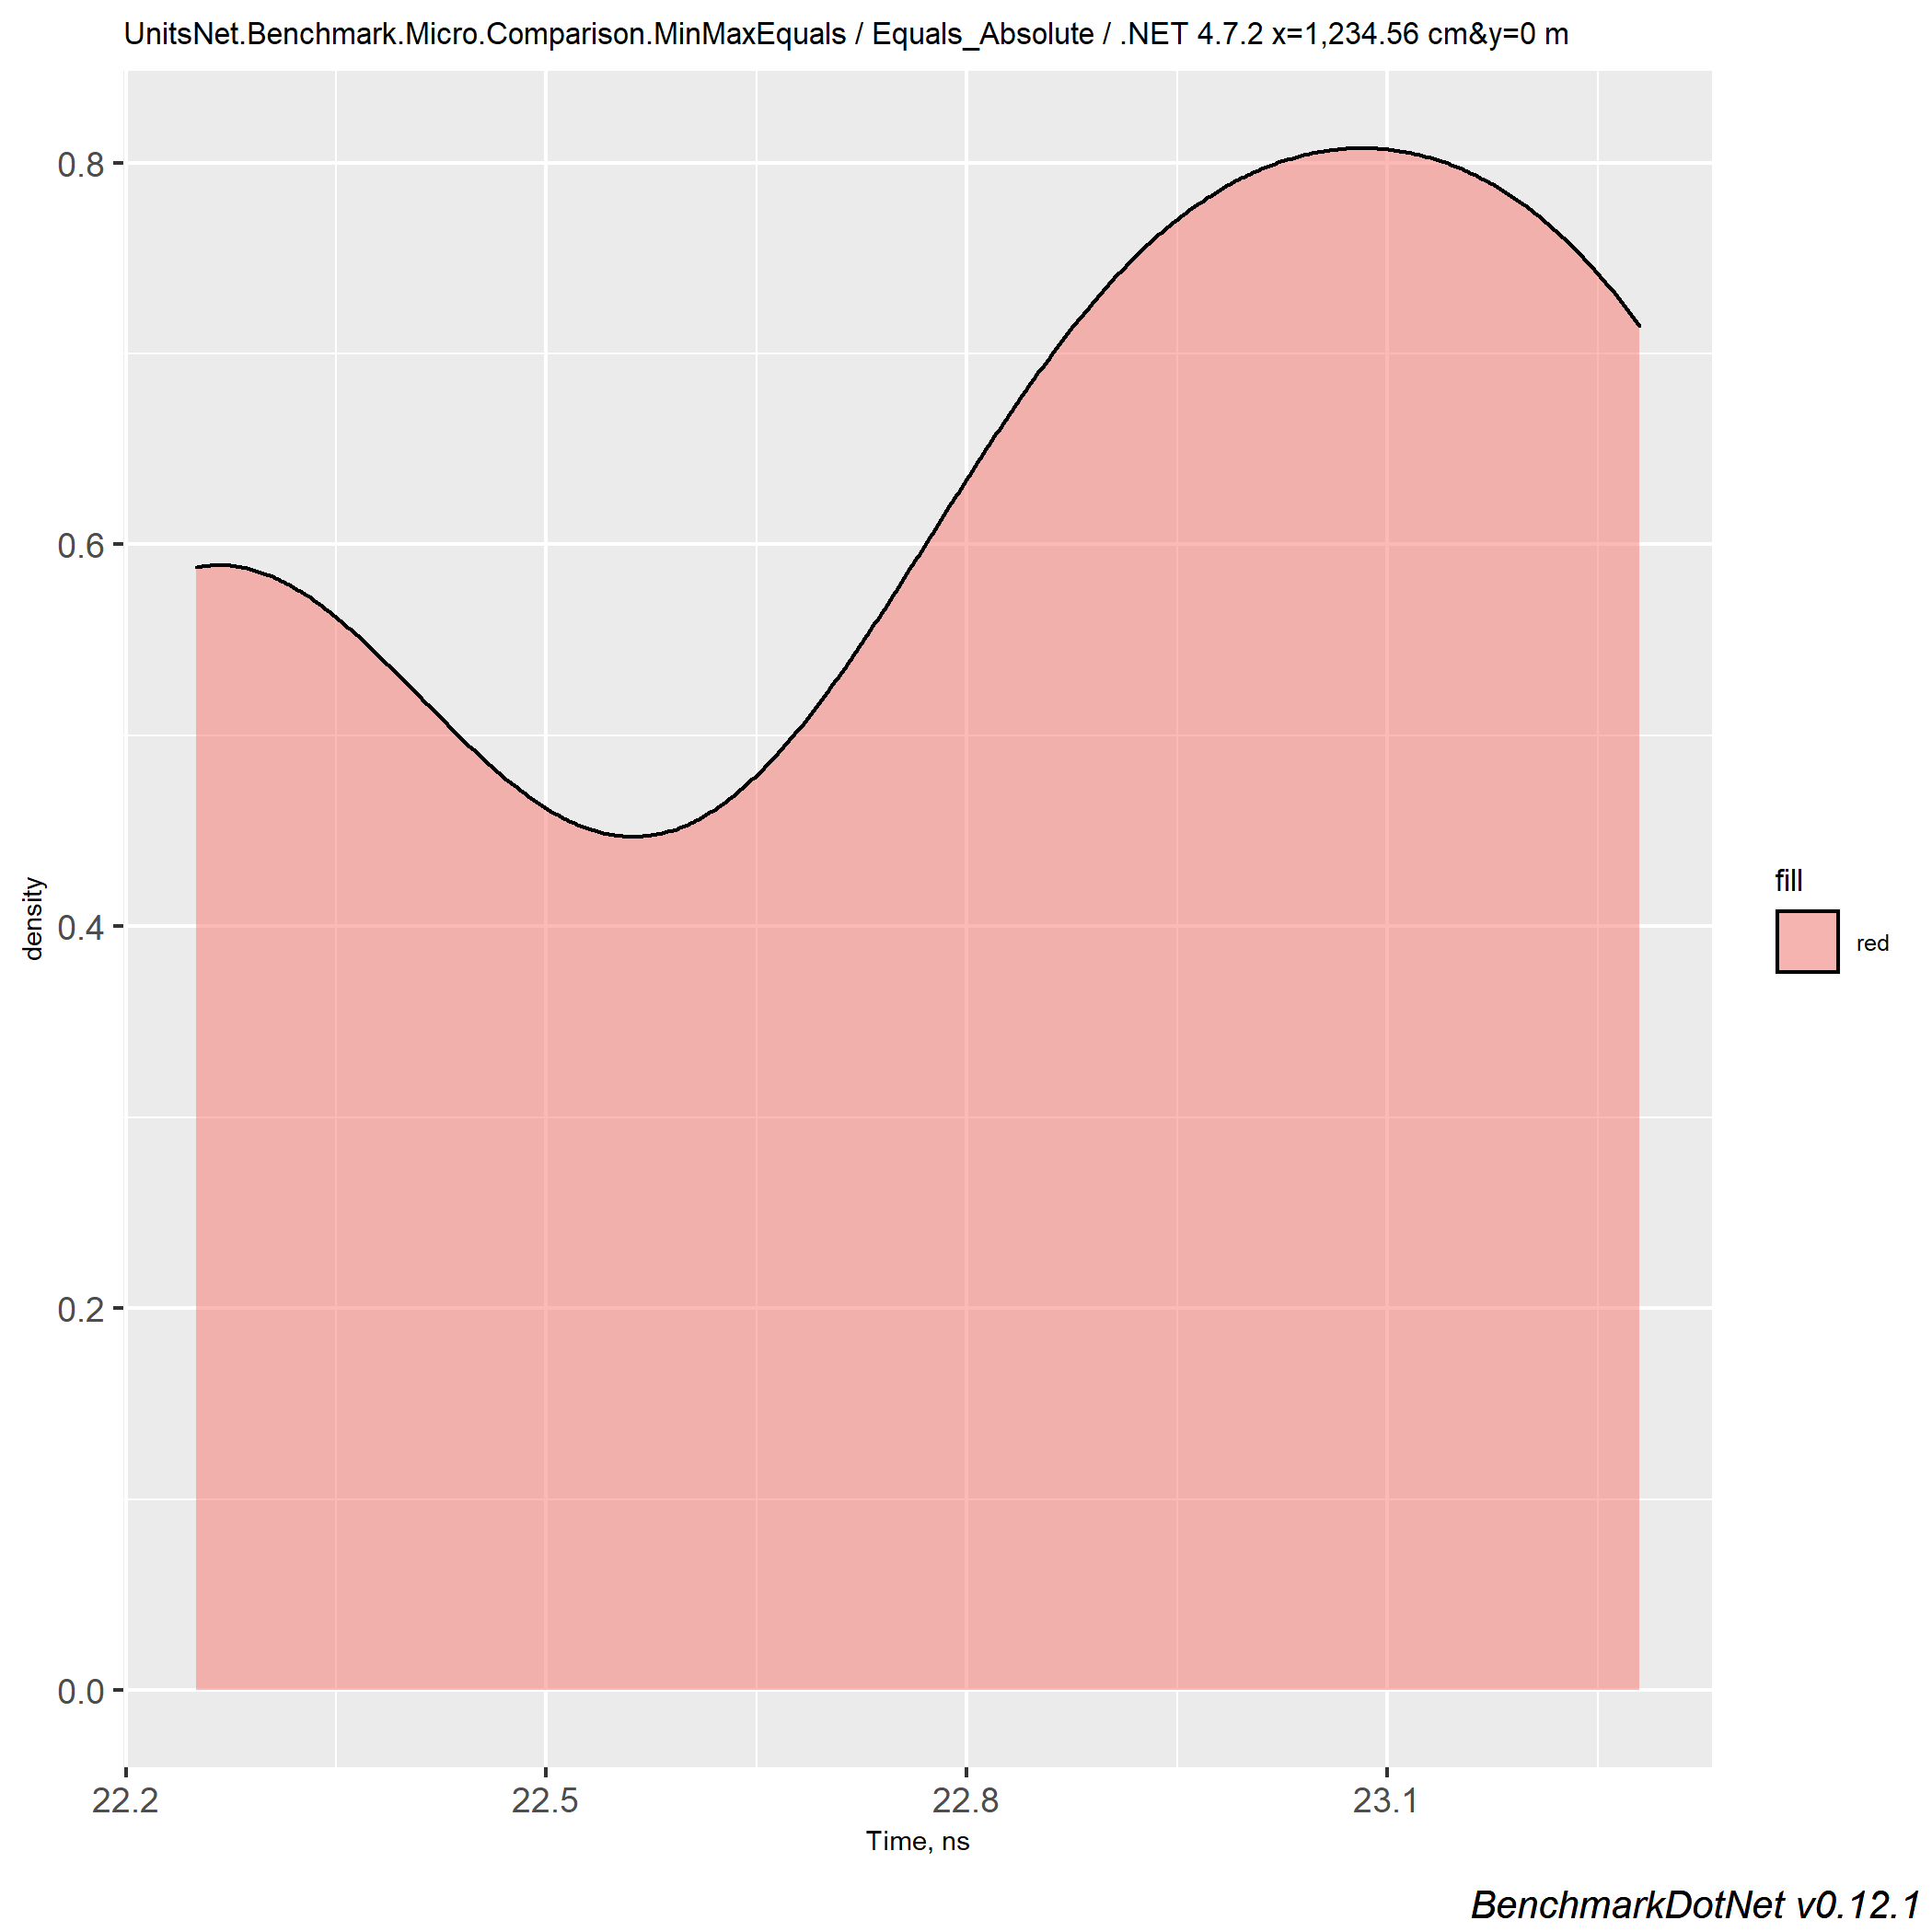 UnitsNet.Benchmark.Micro.Comparison.MinMaxEquals / Equals_Absolute / .NET 4.7.2 x=1,234.56 cm&y=0 m
0.8
0.6
0.4
0.2
0.0
density
22.2 22.5 22.8 23.1
Time, ns
fill
red
BenchmarkDotNet v0.12.1